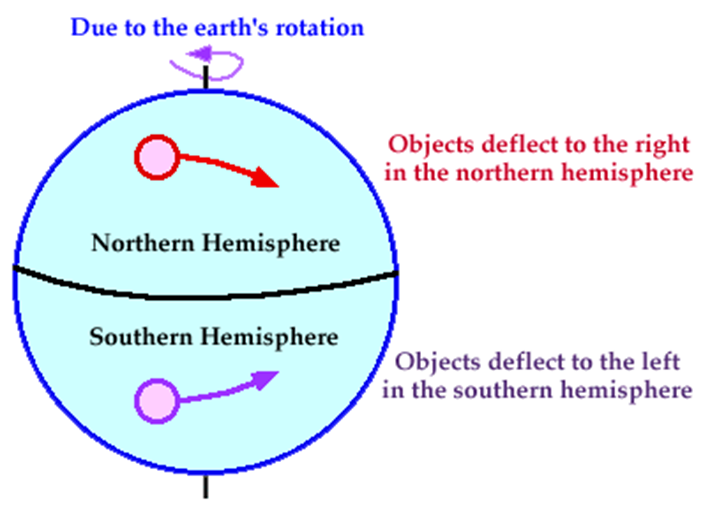 Due to the earth's rotation
Objects deflect to the right
in the northern hemisphere
Northern Hemisphere
Southern Hemisphere
Objects deflect to the left
in the southern hemisphere